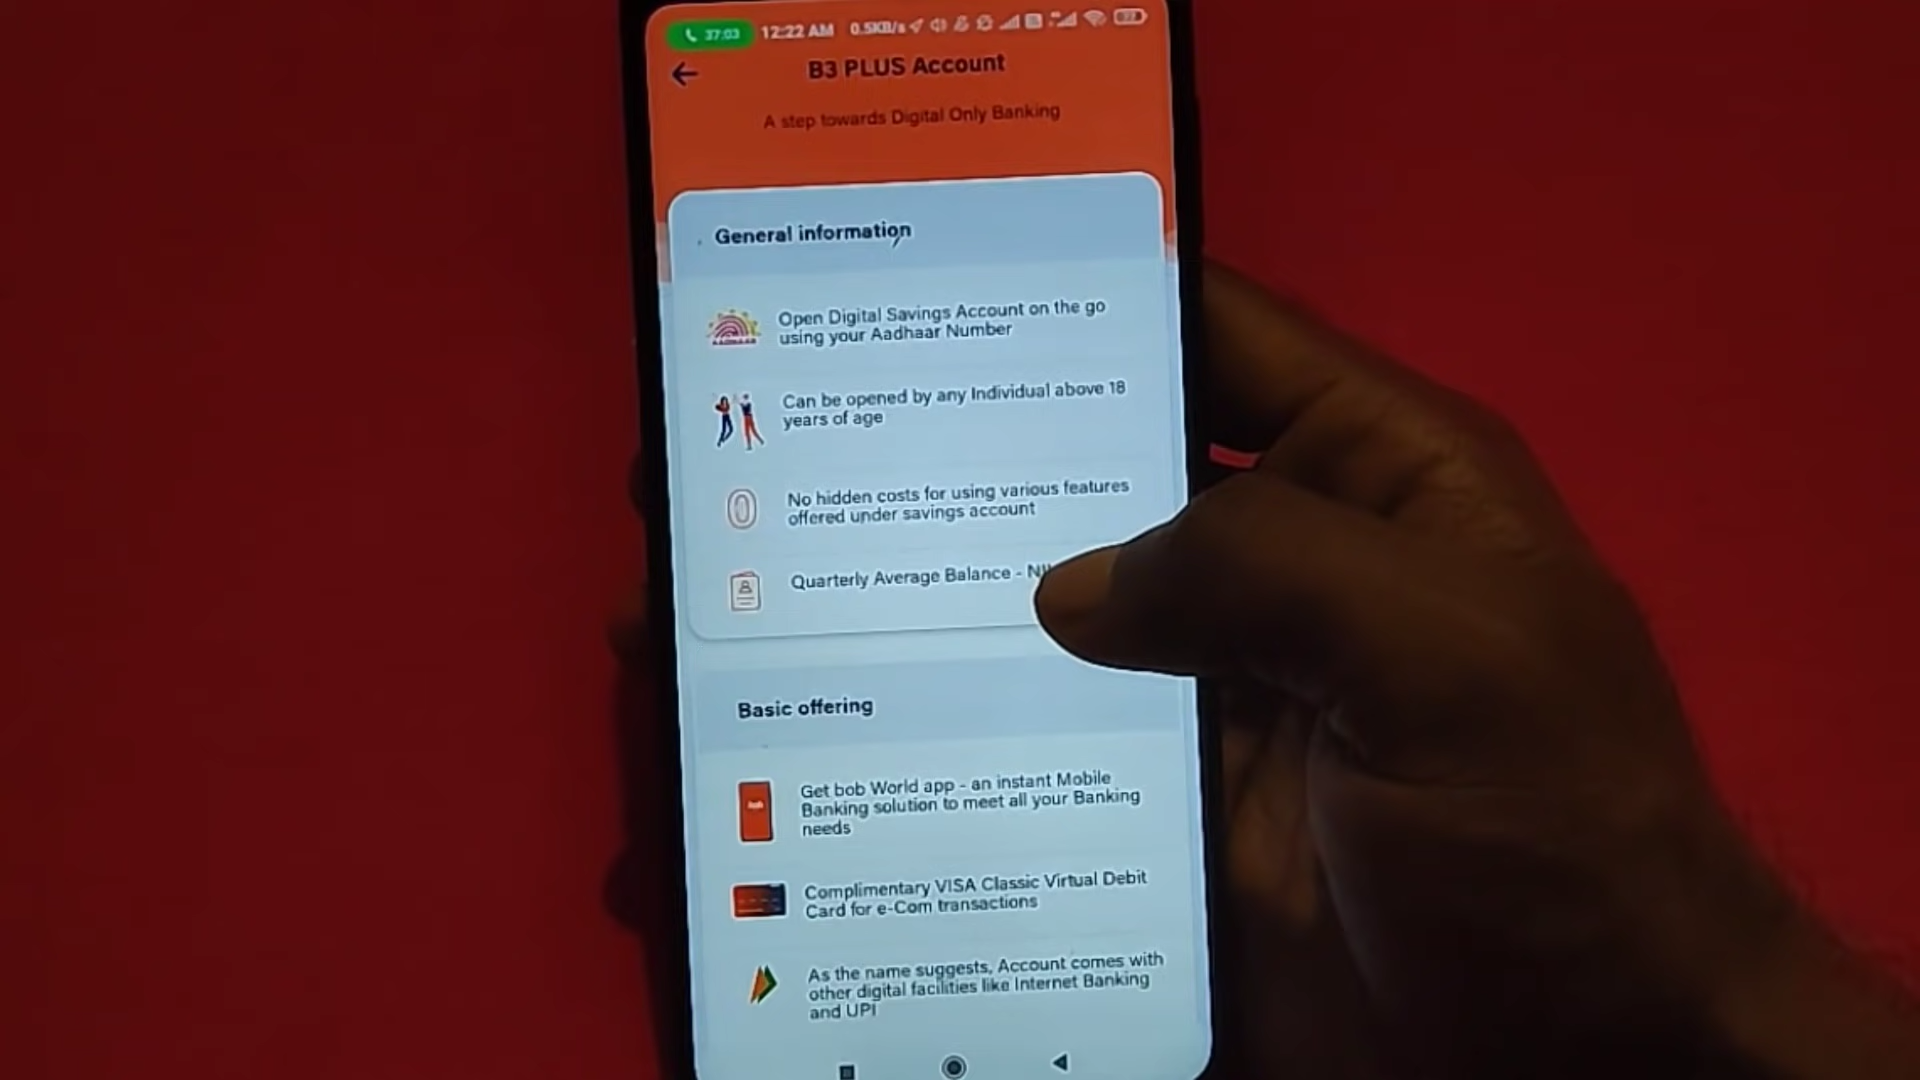 37:03 12:22 AM 0.5KB/s
B3 PLUS Account
A step towards Digital Only Banking
General information
Open Digital Savings Account on the go
using your Aadhaar Number
AADHAAR
Can be opened by any Individual above 18
years of age
No hidden costs for using various features
offered under savings account
Quarterly Average Balance -
Basic offering
Get bob World app - an instant Mobile
Banking solution to meet all your Banking
needs
Complimentary VISA Classic Virtual Debit
Card for e-Com transactions
As the name suggests, Account comes with
other digital facilities like Internet Banking
and UPI